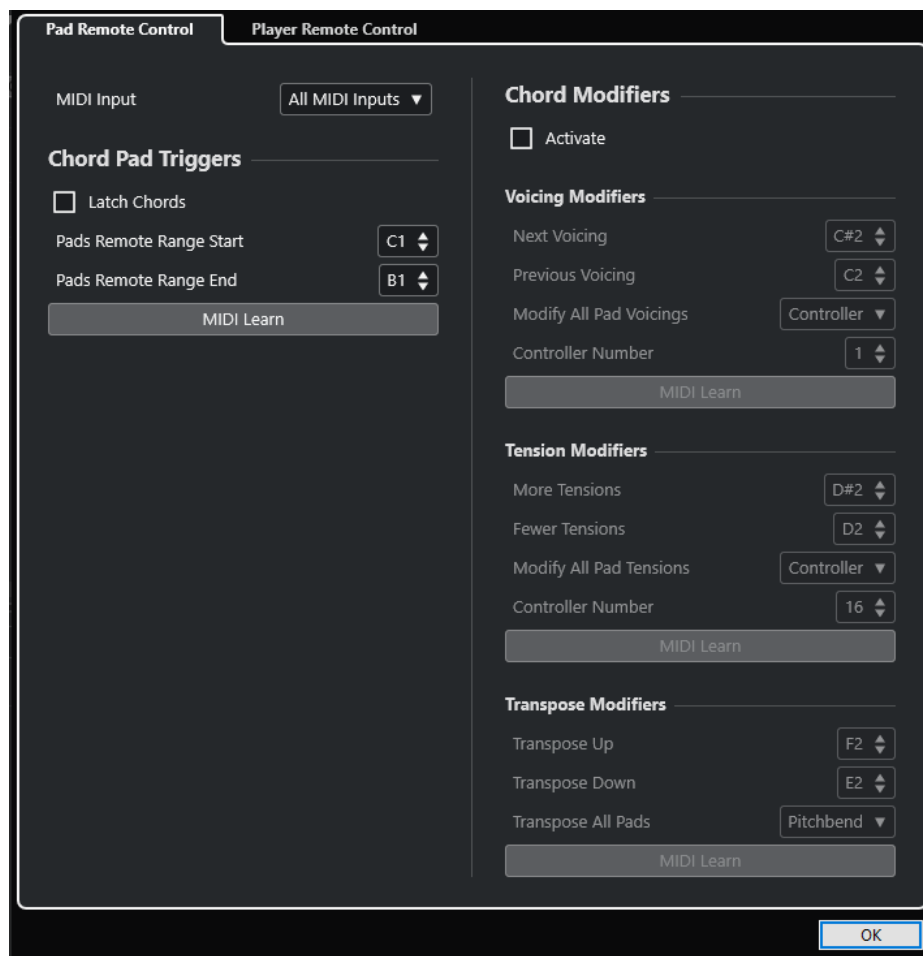 Pad Remote Control
Player Remote Control
MIDI Input
All MIDI Inputs
Chord Pad Triggers
Latch Chords
Pads Remote Range Start
C1
Pads Remote Range End
B1
MIDI Learn
Chord Modifiers
Activate
Voicing Modifiers
Next Voicing
C#2
Previous Voicing
C2
Modify All Pad Voicings
Controller
Controller Number
1
MIDI Learn
Tension Modifiers
More Tensions
D#2
Fewer Tensions
D2
Modify All Pad Tensions
Controller
Controller Number
16
MIDI Learn
Transpose Modifiers
Transpose Up
F2
Transpose Down
E2
Transpose All Pads
Pitchbend
MIDI Learn
OK